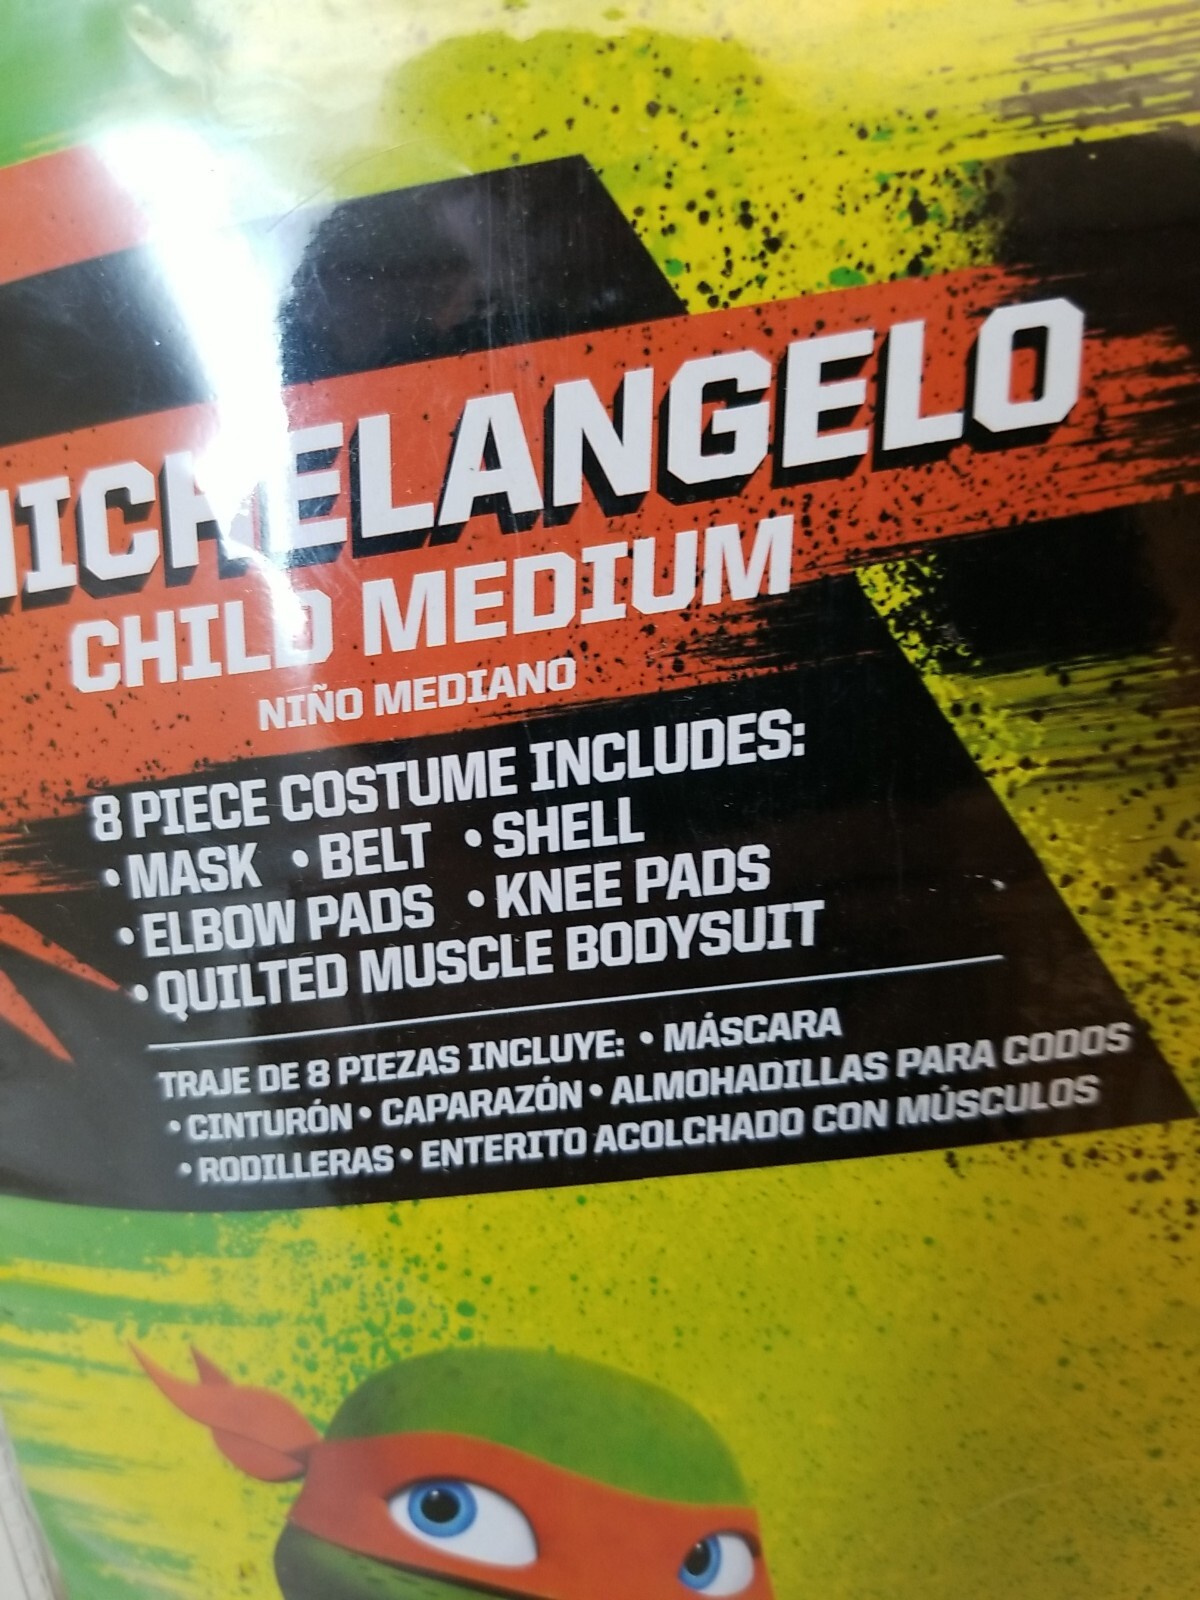 MICHELANGELO
CHILD MEDIUM
NIÑO MEDIANO
8 PIECE COSTUME INCLUDES:
• MASK • BELT • SHELL
• ELBOW PADS • KNEE PADS
• QUILTED MUSCLE BODYSUIT
TRAJE DE 8 PIEZAS INCLUYE: • MÁSCARA
• CINTURÓN • CAPARAZÓN • ALMOHADILLAS PARA CODOS
• RODILLERAS • ENTERITO ACOLCHADO CON MÚSCULOS